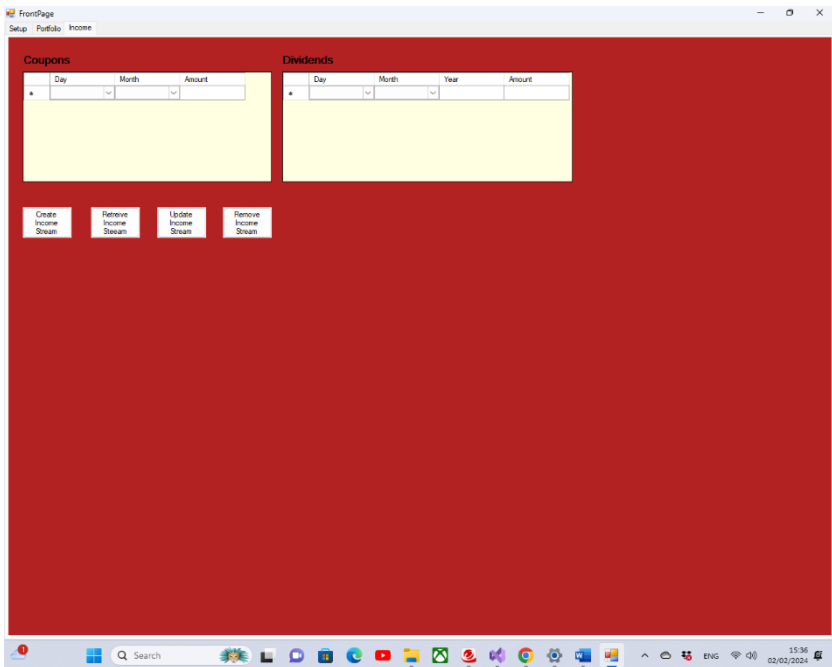 FrontPage
Setup Portfolio Income
Coupons Dividends
Day Month Amount Day Month Year Amount
Create Retreive Update Remove
Income Income Income Income
Stream Steeam Stream Stream
1 Search ENG 15:36
02/02/2024